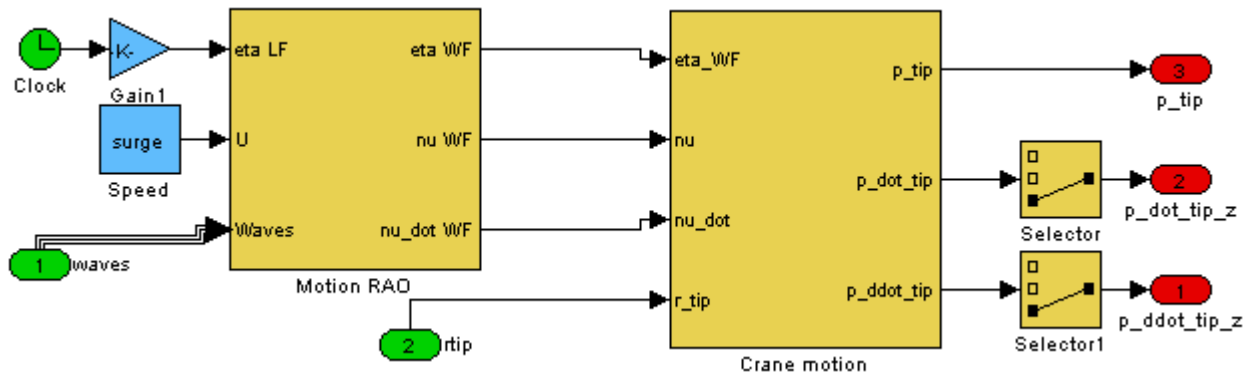 Clock
-K-
Gain1
surge
Speed
1
waves
eta LF
U
Waves
eta WF
nu WF
nu_dot WF
Motion RAO
2
rtip
eta_WF
nu
nu_dot
r_tip
p_tip
p_dot_tip
p_ddot_tip
Crane motion
3
p_tip
Selector
2
p_dot_tip_z
Selector1
1
p_ddot_tip_z